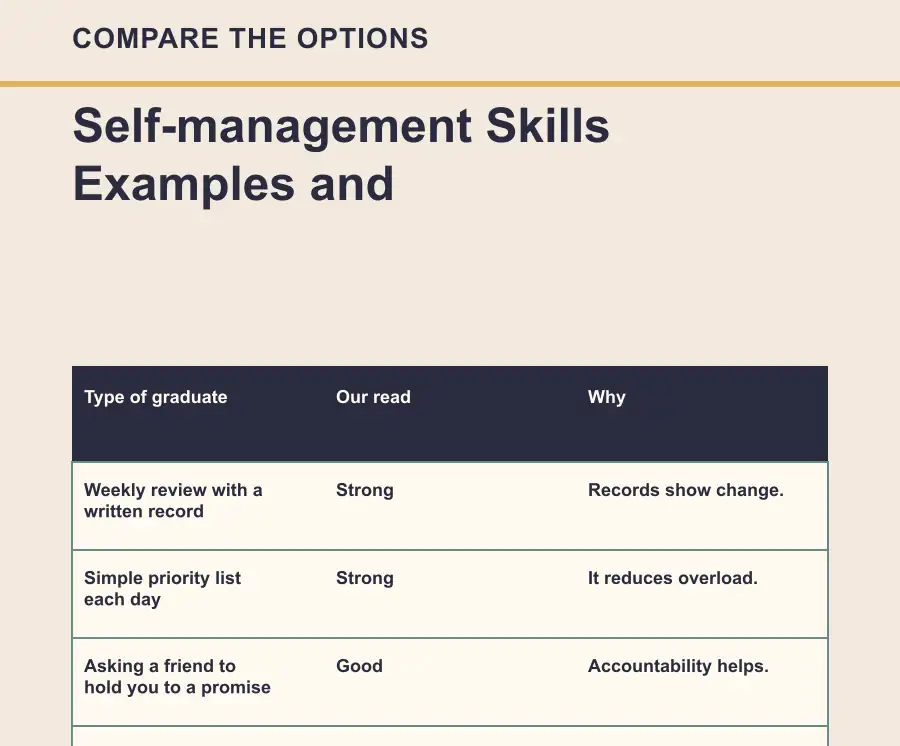 COMPARE THE OPTIONS
Self-management Skills
Examples and
Type of graduate
Our read
Why
Weekly review with a
written record
Strong
Records show change.
Simple priority list
each day
Strong
It reduces overload.
Asking a friend to
hold you to a promise
Good
Accountability helps.